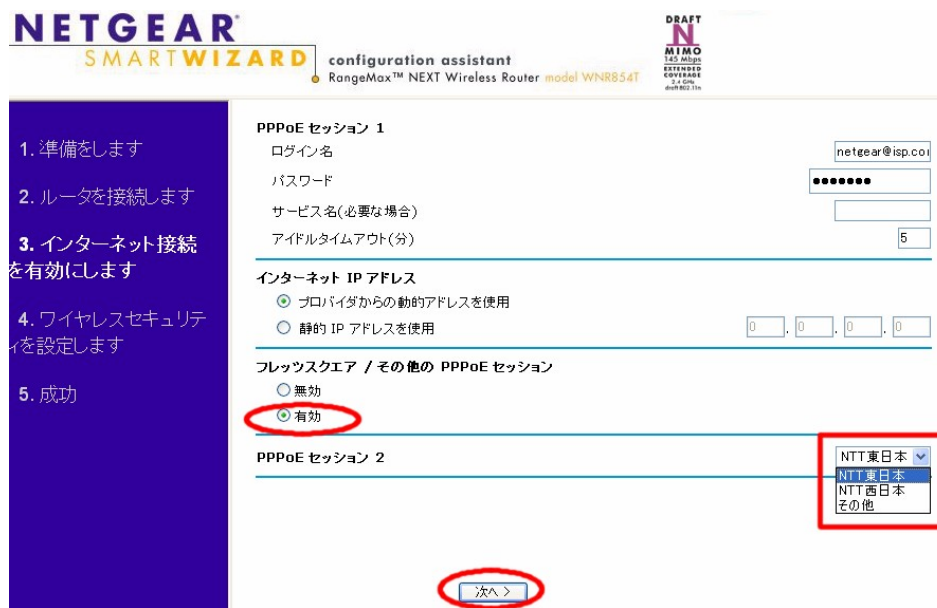 NETGEAR
SMARTWIZARD
configuration assistant
RangeMax™ NEXT Wireless Router model WNR854T
DRAFT
N
MIMO
145 Mbps
EXTENDED
COVERAGE
2.4 GHz
draft 802.11n
1. 準備をします
2. ルータを接続します
3. インターネット接続
を有効にします
4. ワイヤレスセキュリテ
ィを設定します
5. 成功
PPPoE セッション 1
ログイン名
netgear@isp.co
パスワード
●●●●●●●
サービス名(必要な場合)
アイドルタイムアウト(分)
5
インターネット IP アドレス
プロバイダからの動的アドレスを使用
静的 IP アドレスを使用
0 . 0 . 0 . 0
フレッツスクエア / その他の PPPoE セッション
無効
有効
PPPoE セッション 2
NTT東日本
NTT東日本
NTT西日本
その他
次へ >